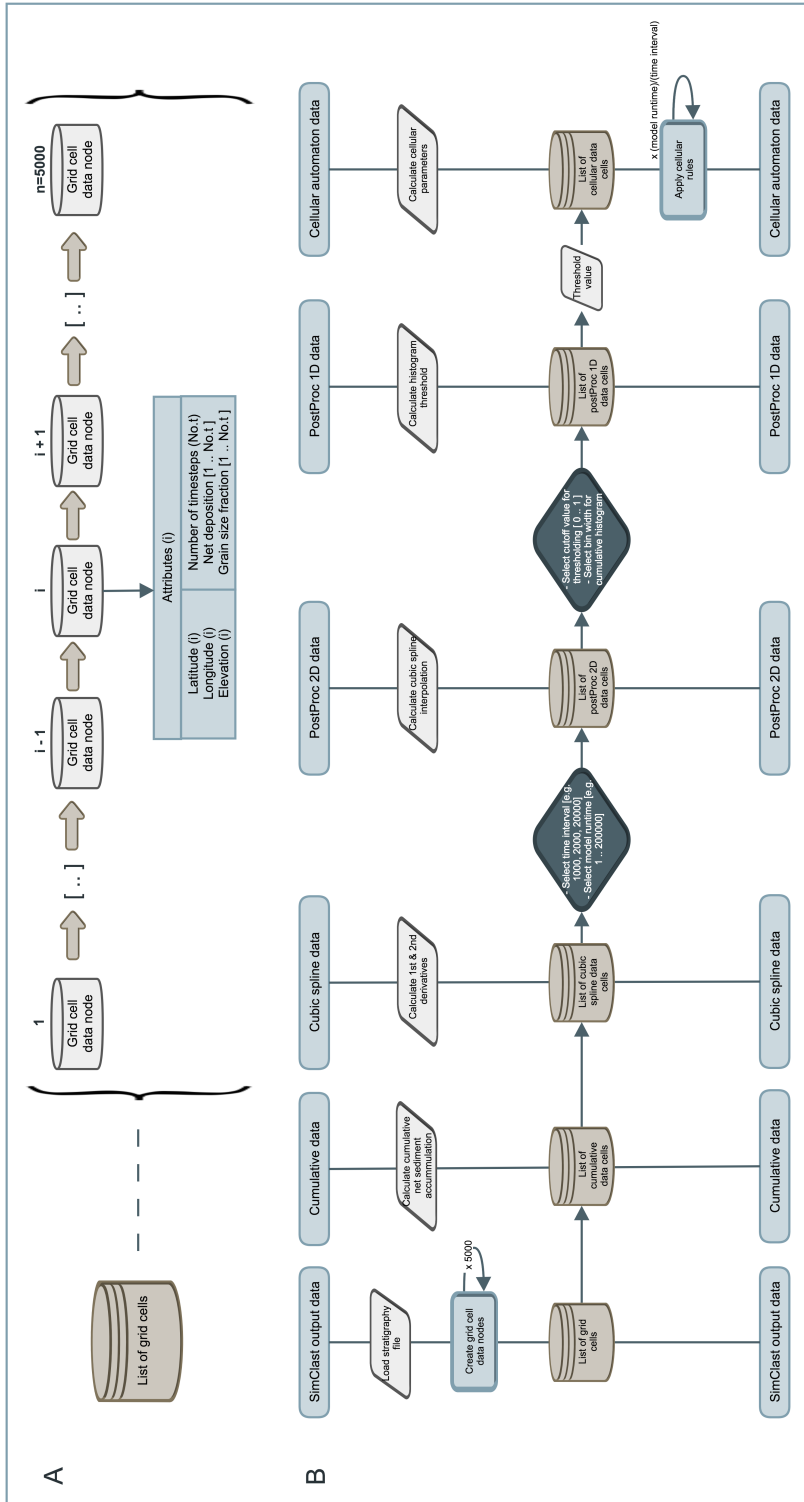 A
List of grid cells
1
Grid cell
data node
[ .. ]
i - 1
Grid cell
data node
i
Grid cell
data node
i + 1
Grid cell
data node
[ .. ]
n=5000
Grid cell
data node
Attributes (i)
Latitude (i)
Longitude (i)
Elevation (i)
Number of timesteps (No.t)
Net deposition [1 .. No.t ]
Grain size fraction [1 .. No.t ]
B
SimClast output data
Cumulative data
Cubic spline data
PostProc 2D data
PostProc 1D data
Cellular automaton data
Load stratigraphy
file
Calculate cumulative
net sediment
accummulation
Calculate 1st & 2nd
derivatives
Calculate cubic spline
interpolation
Calculate histogram
threshold
Calculate cellular
parameters
Create grid cell
data nodes
x 5000
List of grid
cells
List of
cumulative
data cells
List of cubic
spline data
cells
- Select time interval [e.g.
1000, 2000, 20000]
- Select model runtime [e.g.
1 .. 200000]
List of
postProc 2D
data cells
- Select cutoff value for
thresholding [ 0 .. 1 ]
- Select bin width for
cumulative histogram
List of
postProc 1D
data cells
Threshold
value
List of
cellular data
cells
Apply cellular
rules
x (model runtime)/(time interval)
SimClast output data
Cumulative data
Cubic spline data
PostProc 2D data
PostProc 1D data
Cellular automaton data